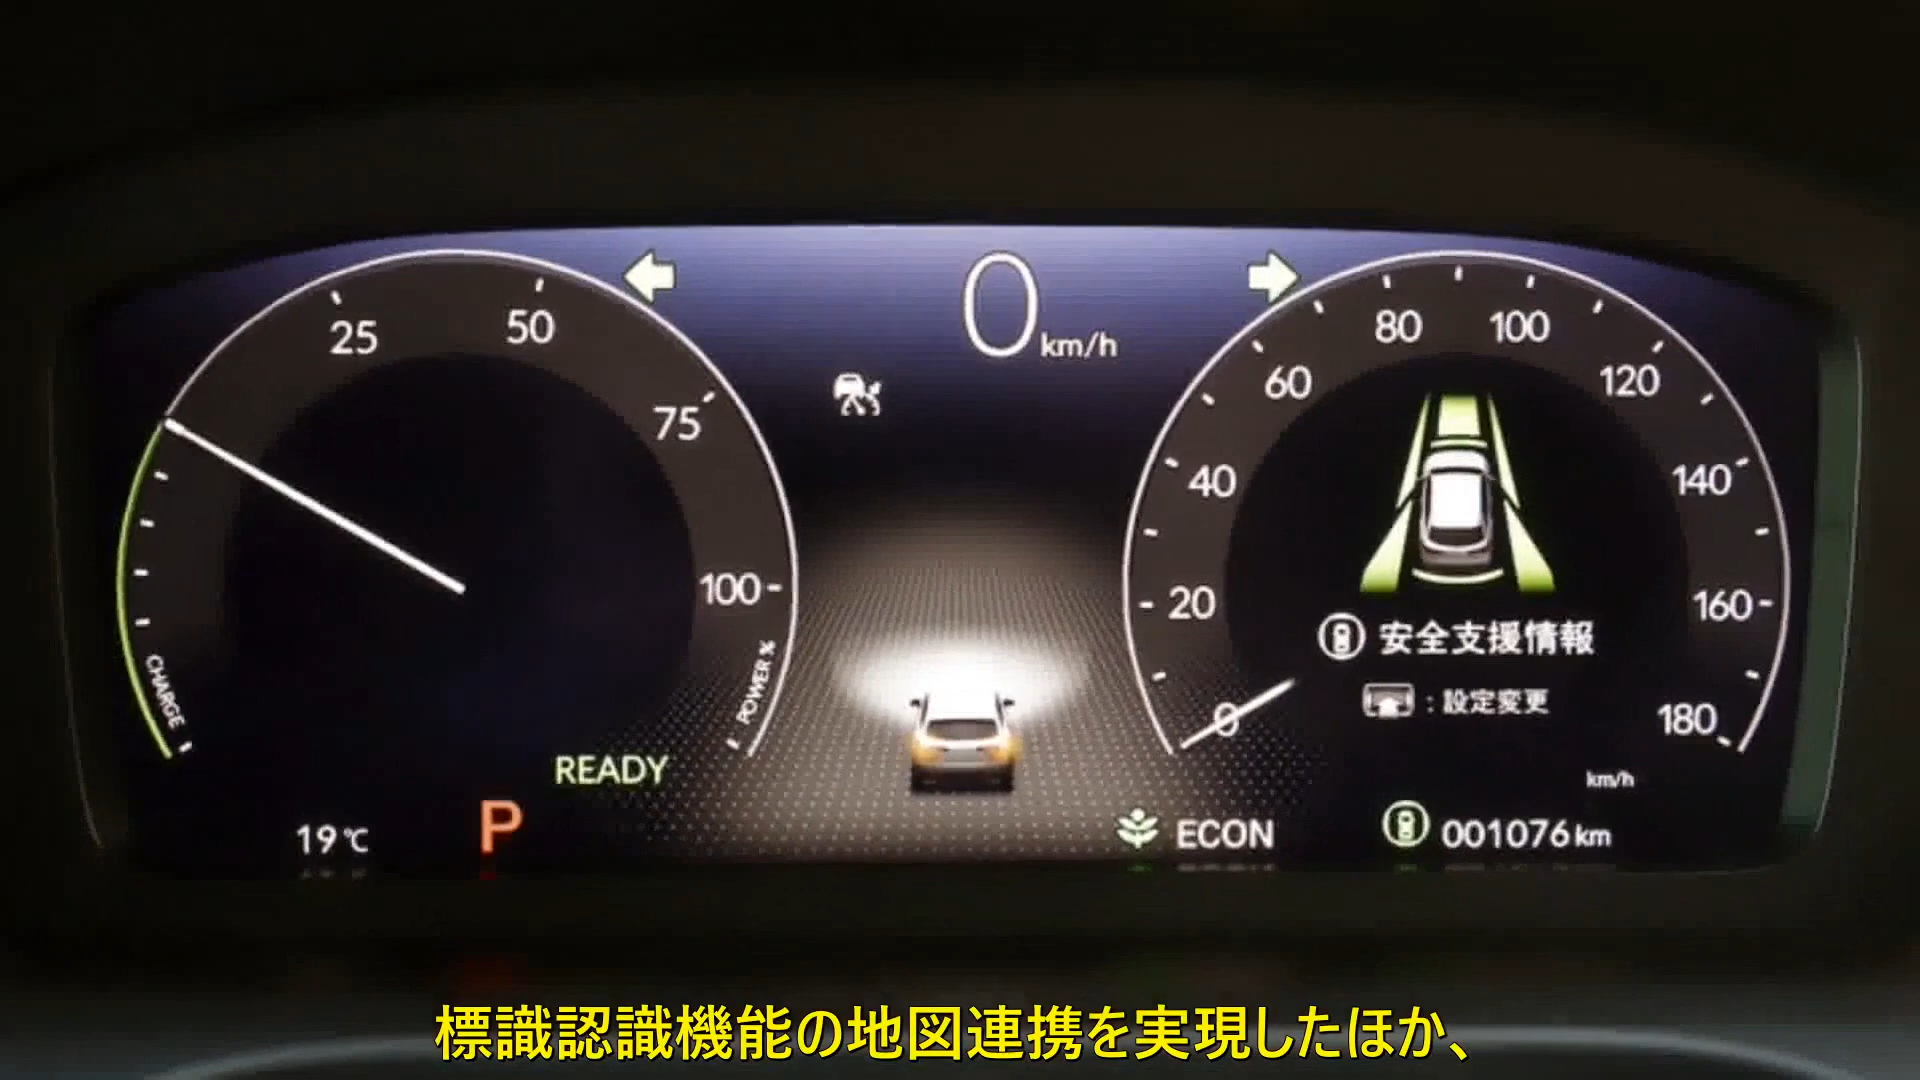 0 km/h
25
50
75
100
CHARGE
POWER %
READY
19℃
P
0
20
40
60
80
100
120
140
160
180
km/h
安全支援情報
: 設定変更
ECON
001076 km
標識認識機能の地図連携を実現したほか、